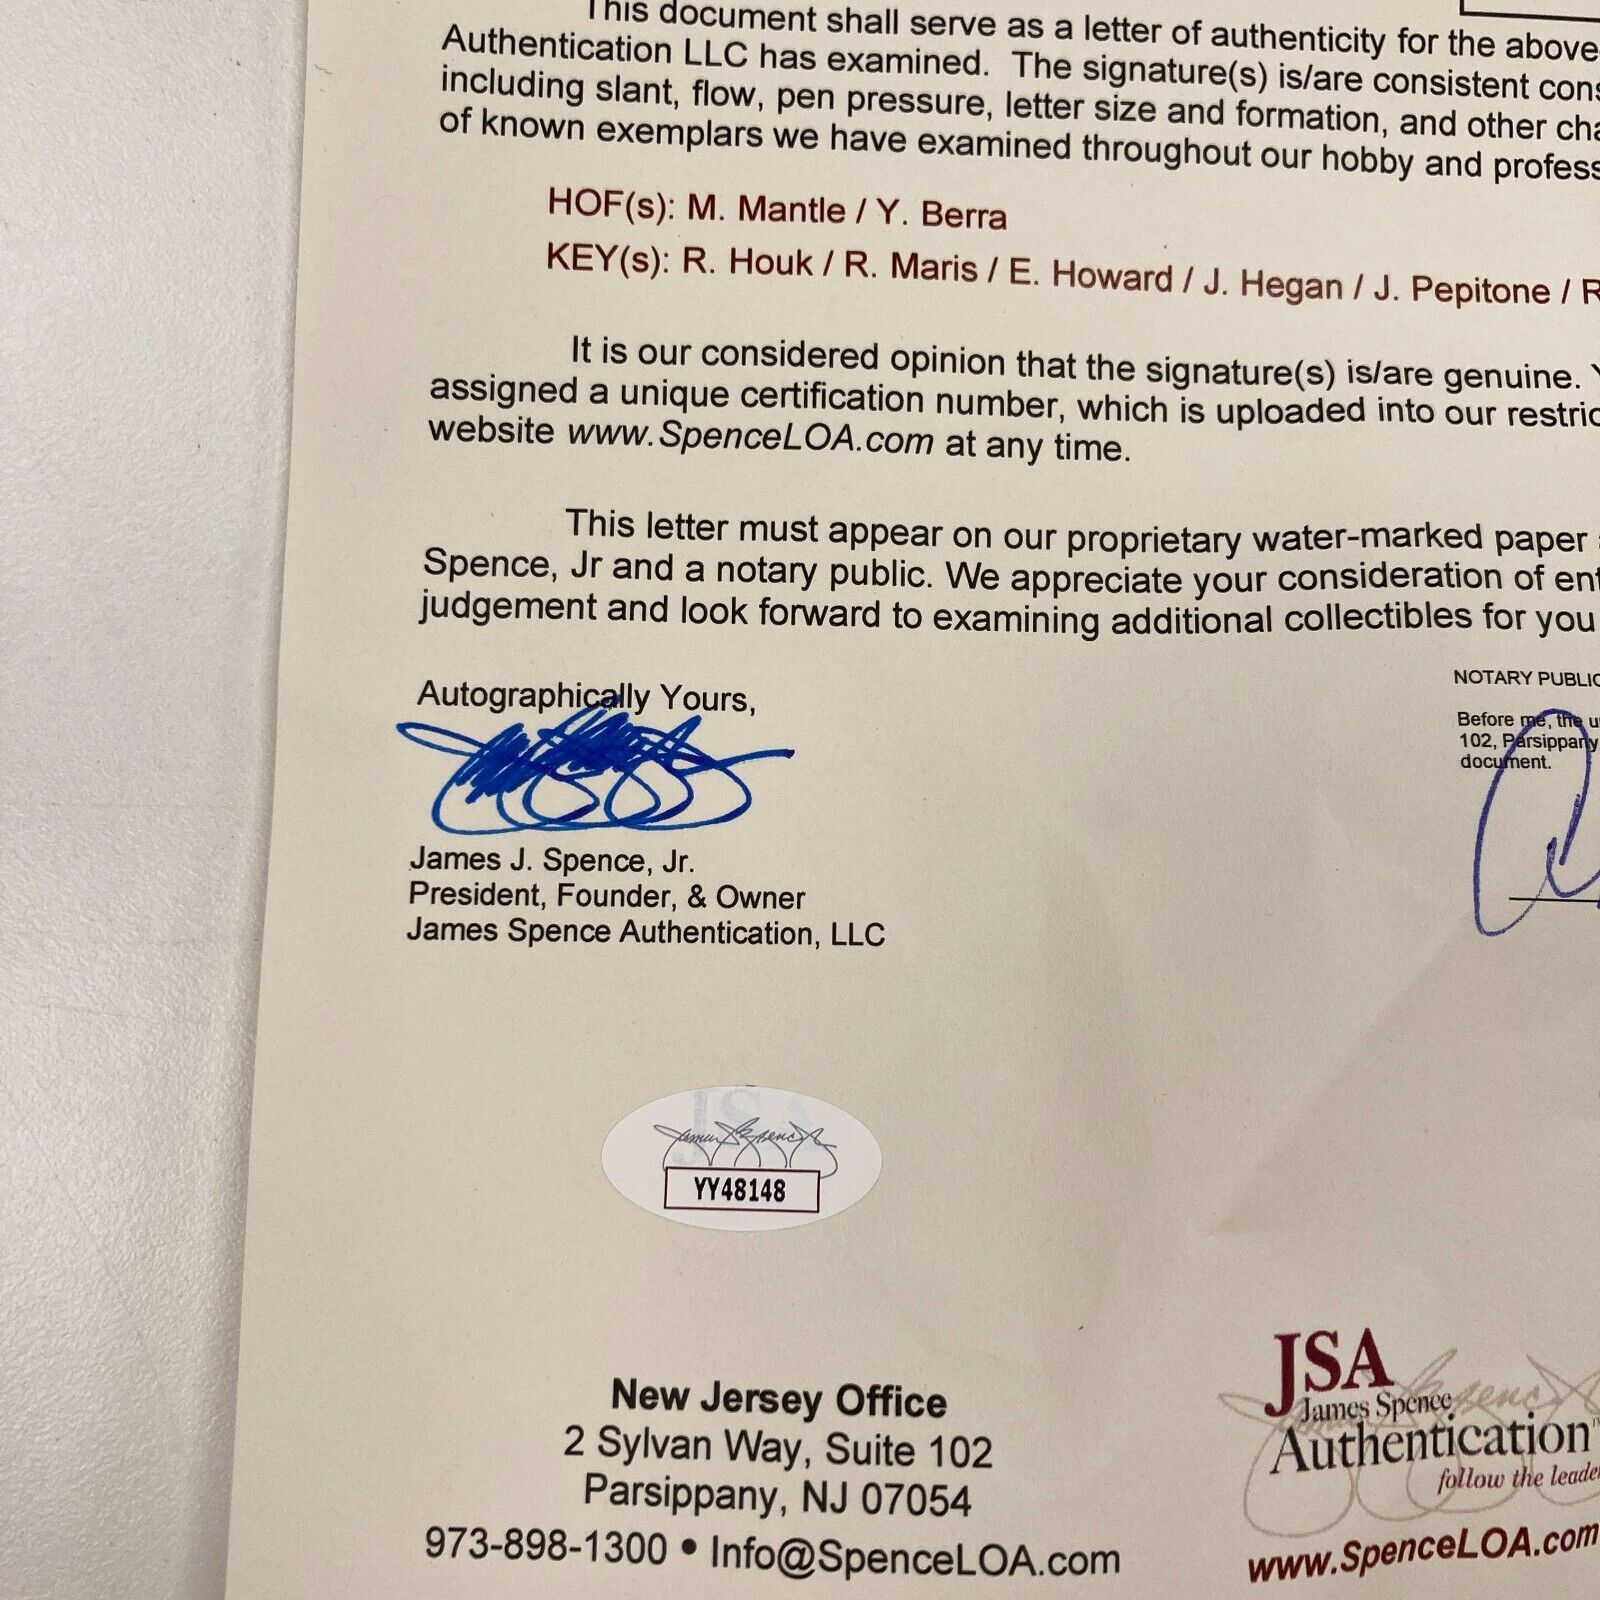 This document shall serve as a letter of authenticity for the above
Authentication LLC has examined. The signature(s) is/are consistent cons
including slant, flow, pen pressure, letter size and formation, and other cha
of known exemplars we have examined throughout our hobby and profess
HOF(s): M. Mantle / Y. Berra
KEY(s): R. Houk / R. Maris / E. Howard / J. Hegan / J. Pepitone / R
It is our considered opinion that the signature(s) is/are genuine. Y
assigned a unique certification number, which is uploaded into our restric
website www.SpenceLOA.com at any time.
This letter must appear on our proprietary water-marked paper
Spence, Jr and a notary public. We appreciate your consideration of ent
judgement and look forward to examining additional collectibles for you
Autographically Yours,
James J. Spence, Jr.
President, Founder, & Owner
James Spence Authentication, LLC
NOTARY PUBLIC
Before me, the u
102, Parsippany
document.
JSA
James J Spence Jr
YY48148
New Jersey Office
2 Sylvan Way, Suite 102
Parsippany, NJ 07054
973-898-1300 • Info@SpenceLOA.com
JSA
James Spence
Authentication
follow the leade
www.SpenceLOA.com